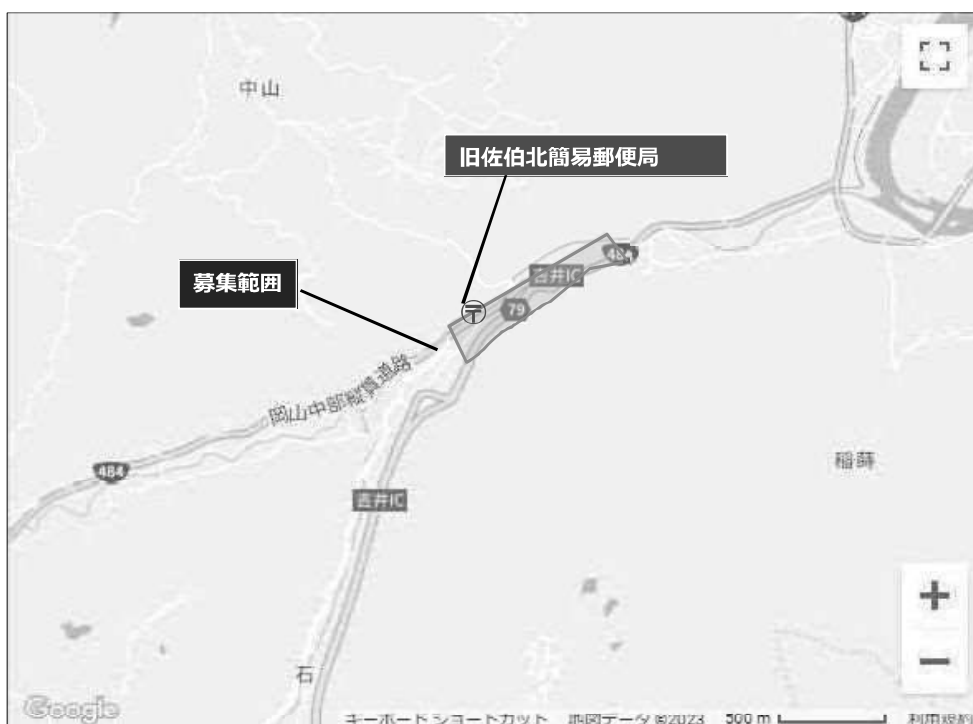 中山
旧佐伯北簡易郵便局
484
吉井IC
募集範囲
79
岡山中部縦貫道路
484
稲蒔
吉井IC
石
Google
キーボード ショートカット 地図データ ©2023 500 m 利用規約